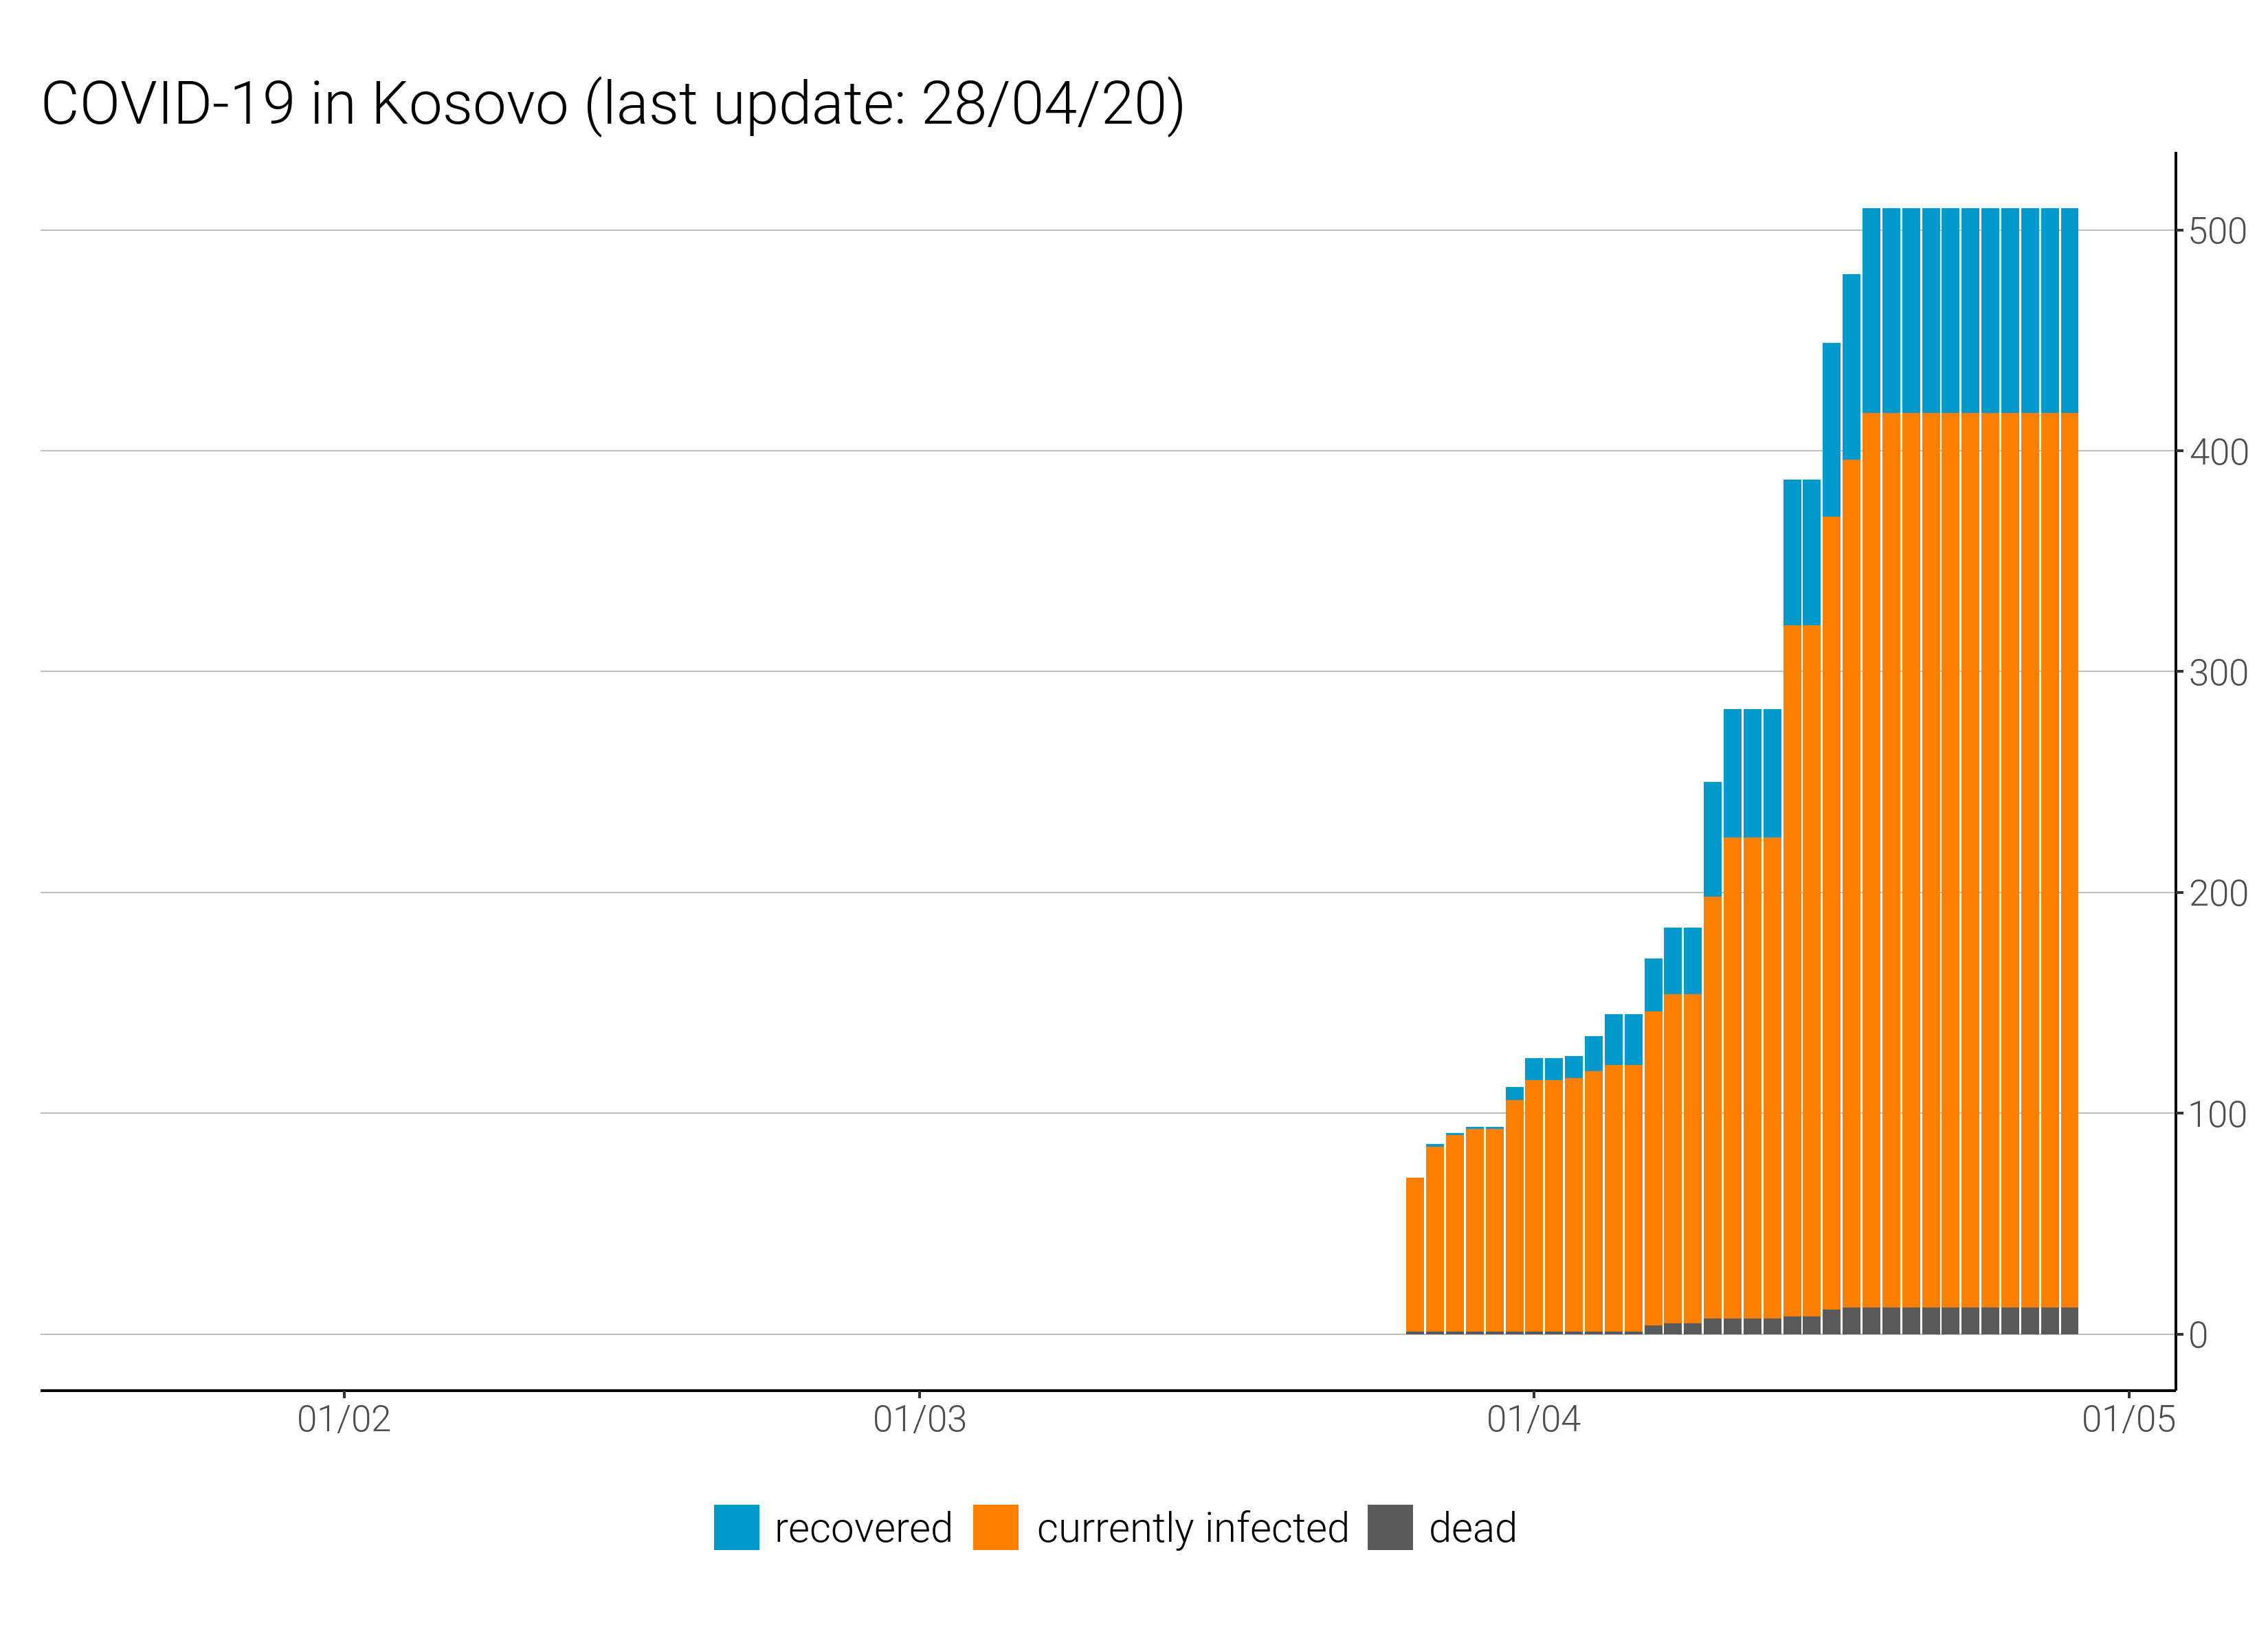 COVID-19 in Kosovo (last update: 28/04/20)
500
400
300
200
100
0
01/02 01/03 01/04 01/05
recovered currently infected dead